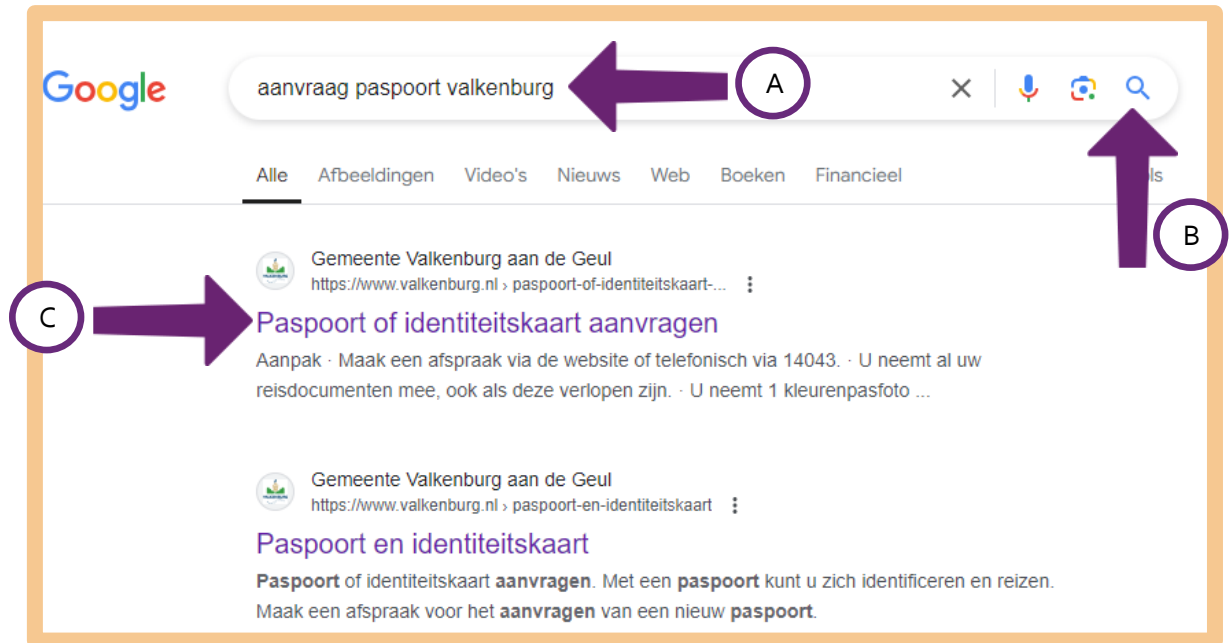 Google
aanvraag paspoort valkenburg
A
B
Alle Afbeeldingen Video's Nieuws Web Boeken Financieel
Gemeente Valkenburg aan de Geul
https://www.valkenburg.nl › paspoort-of-identiteitskaart-...
C
Paspoort of identiteitskaart aanvragen
Aanpak · Maak een afspraak via de website of telefonisch via 14043. · U neemt al uw
reisdocumenten mee, ook als deze verlopen zijn. · U neemt 1 kleurenpasfoto ...
Gemeente Valkenburg aan de Geul
https://www.valkenburg.nl › paspoort-en-identiteitskaart
Paspoort en identiteitskaart
Paspoort of identiteitskaart aanvragen. Met een paspoort kunt u zich identificeren en reizen.
Maak een afspraak voor het aanvragen van een nieuw paspoort.